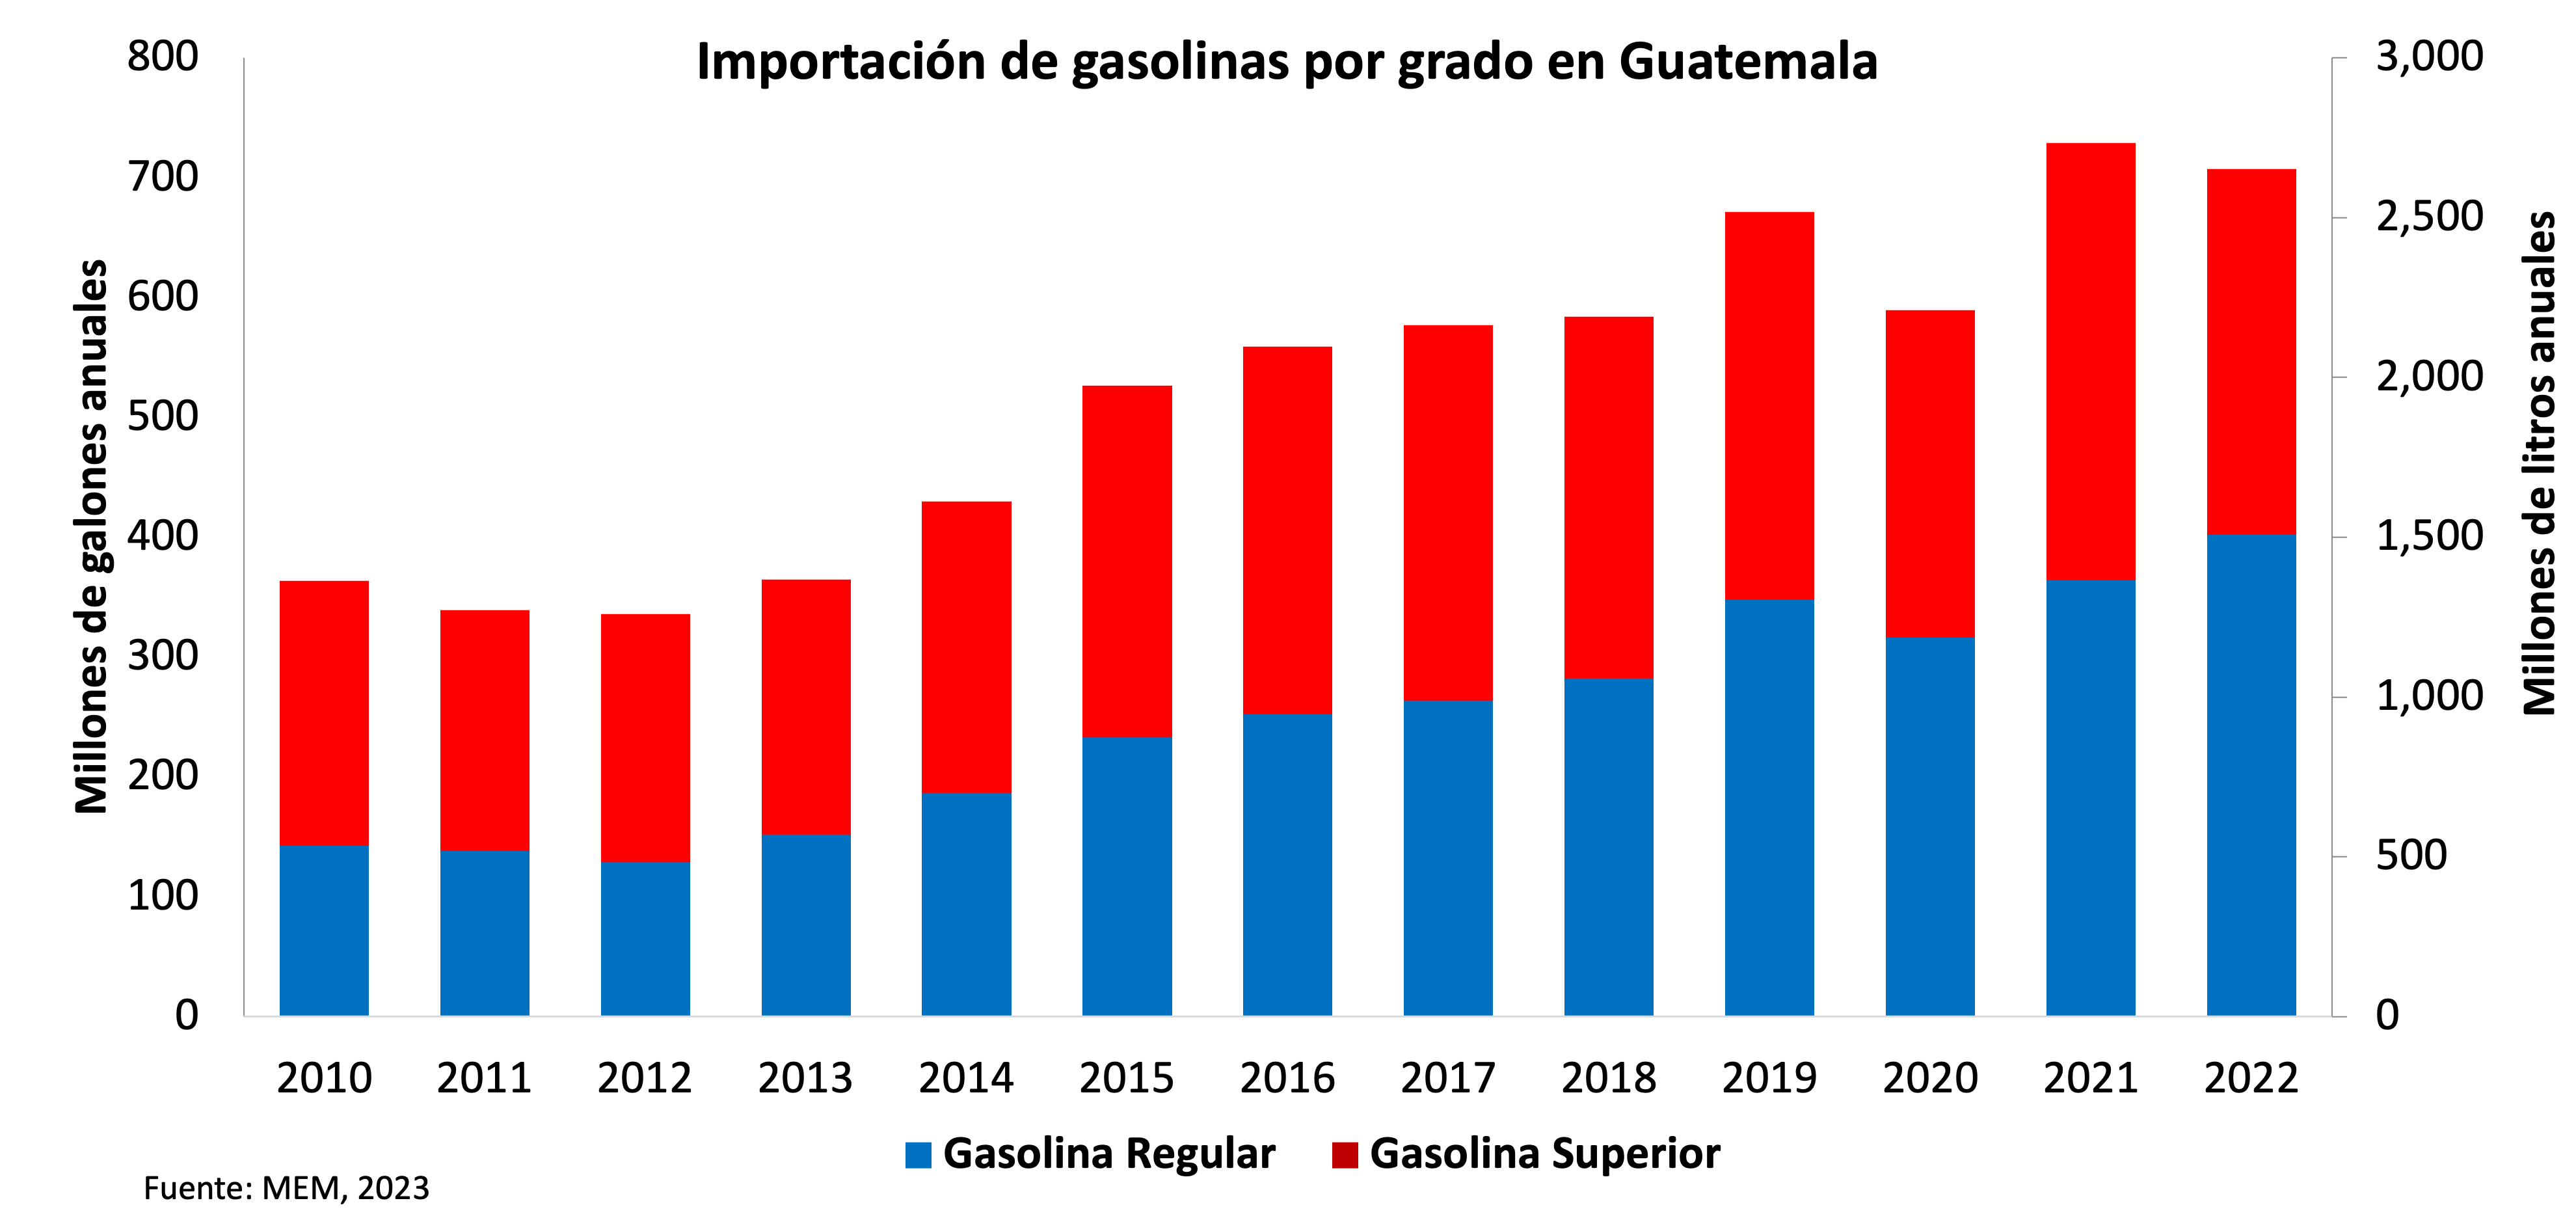 Importación de gasolinas por grado en Guatemala
Millones de galones anuales
800
700
600
500
400
300
200
100
0
3,000
2,500
2,000
1,500
1,000
500
0
Millones de litros anuales
2010 2011 2012 2013 2014 2015 2016 2017 2018 2019 2020 2021 2022
Gasolina Regular Gasolina Superior
Fuente: MEM, 2023